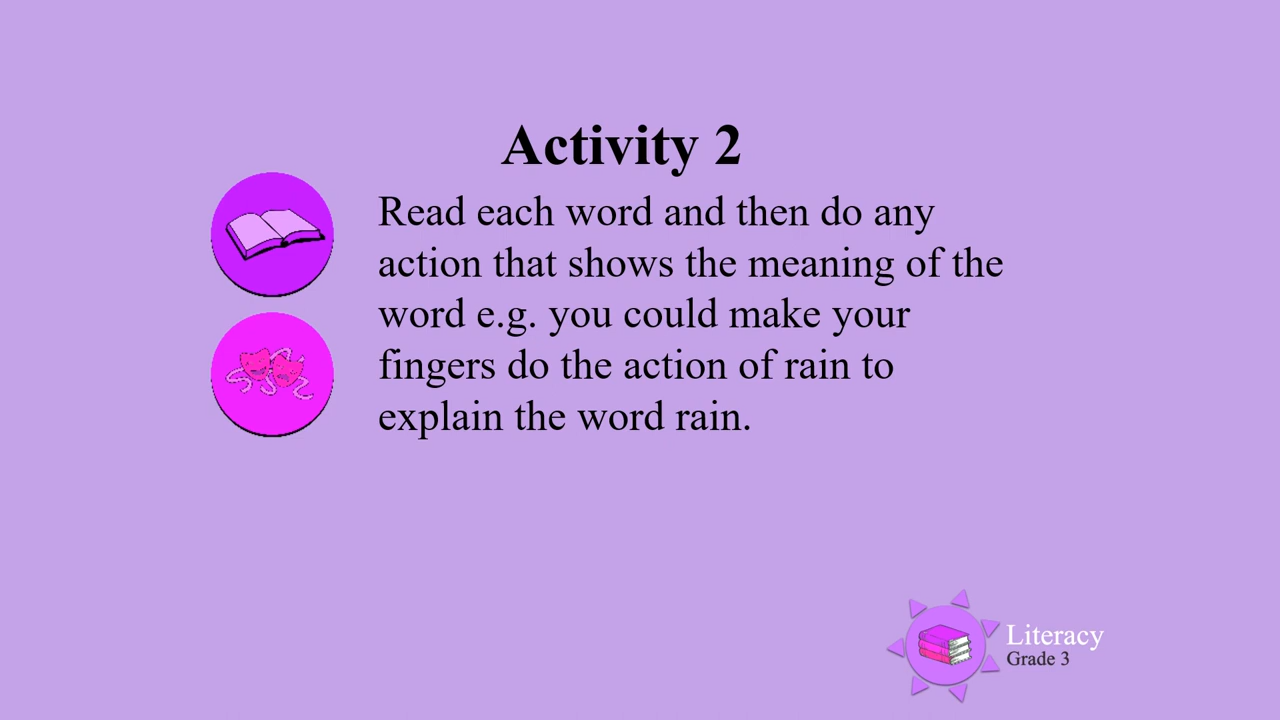 Activity 2
Read each word and then do any
action that shows the meaning of the
word e.g. you could make your
fingers do the action of rain to
explain the word rain.
Literacy
Grade 3